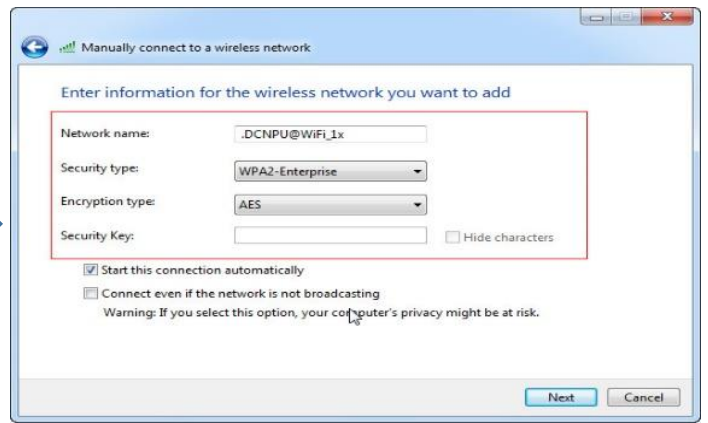 Manually connect to a wireless network
Enter information for the wireless network you want to add
Network name: .DCNPU@WiFi_1x
Security type: WPA2-Enterprise
Encryption type: AES
Security Key: Hide characters
Start this connection automatically
Connect even if the network is not broadcasting
Warning: If you select this option, your computer's privacy might be at risk.
Next Cancel